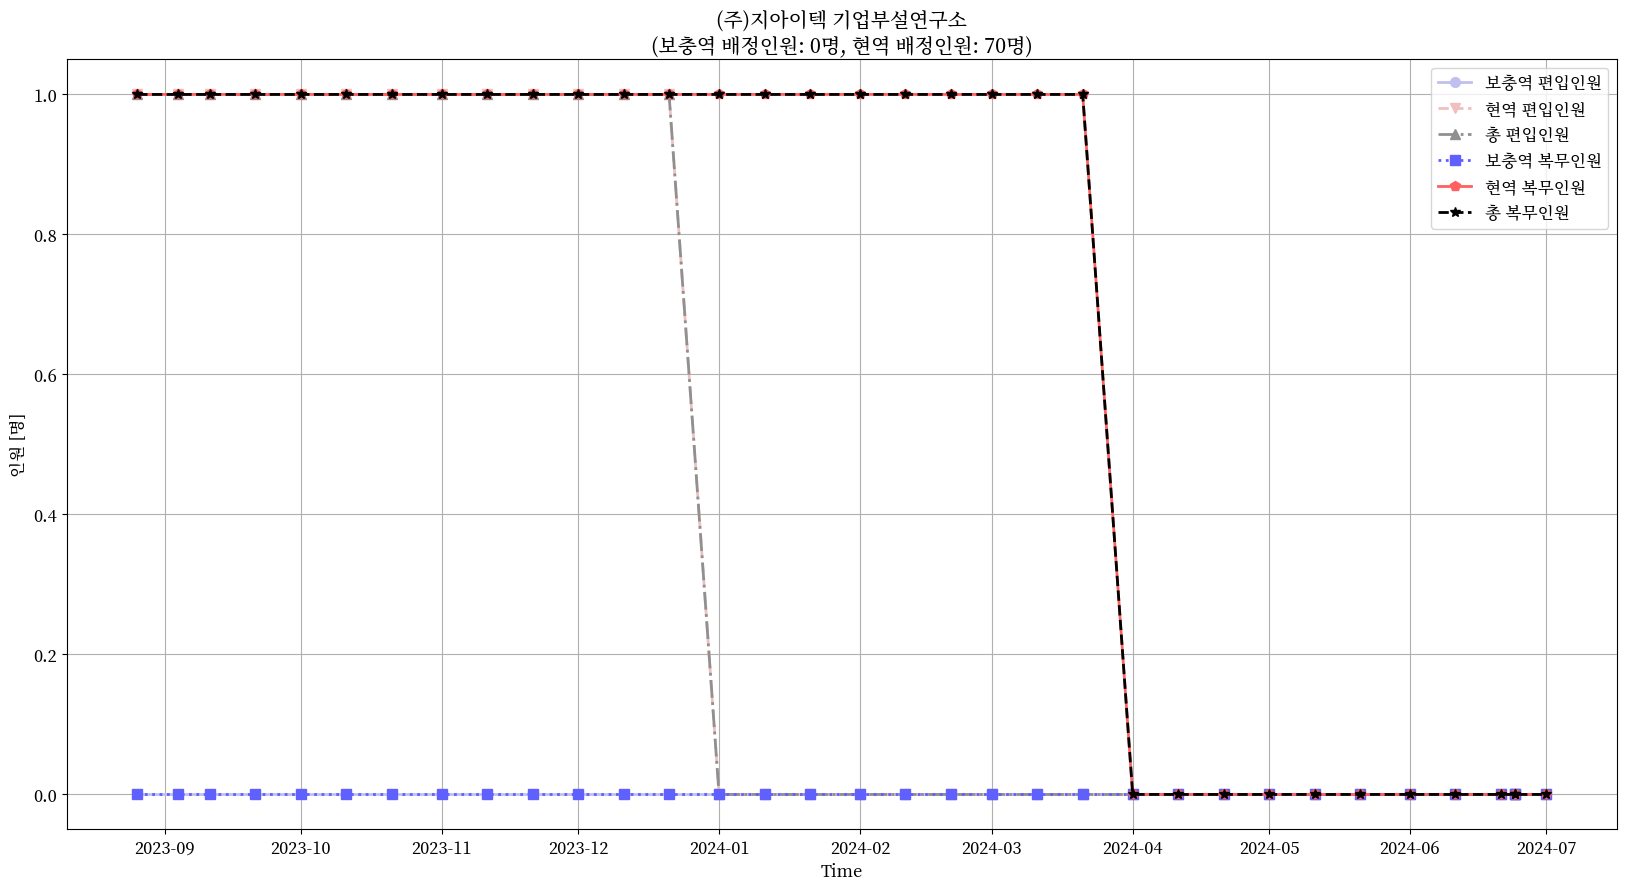 (주)지아이텍 기업부설연구소
(보충역 배정인원: 0명, 현역 배정인원: 70명)
보충역 편입인원
현역 편입인원
총 편입인원
보충역 복무인원
현역 복무인원
총 복무인원
인원 [명]
1.0
0.8
0.6
0.4
0.2
0.0
2023-09 2023-10 2023-11 2023-12 2024-01 2024-02 2024-03 2024-04 2024-05 2024-06 2024-07
Time